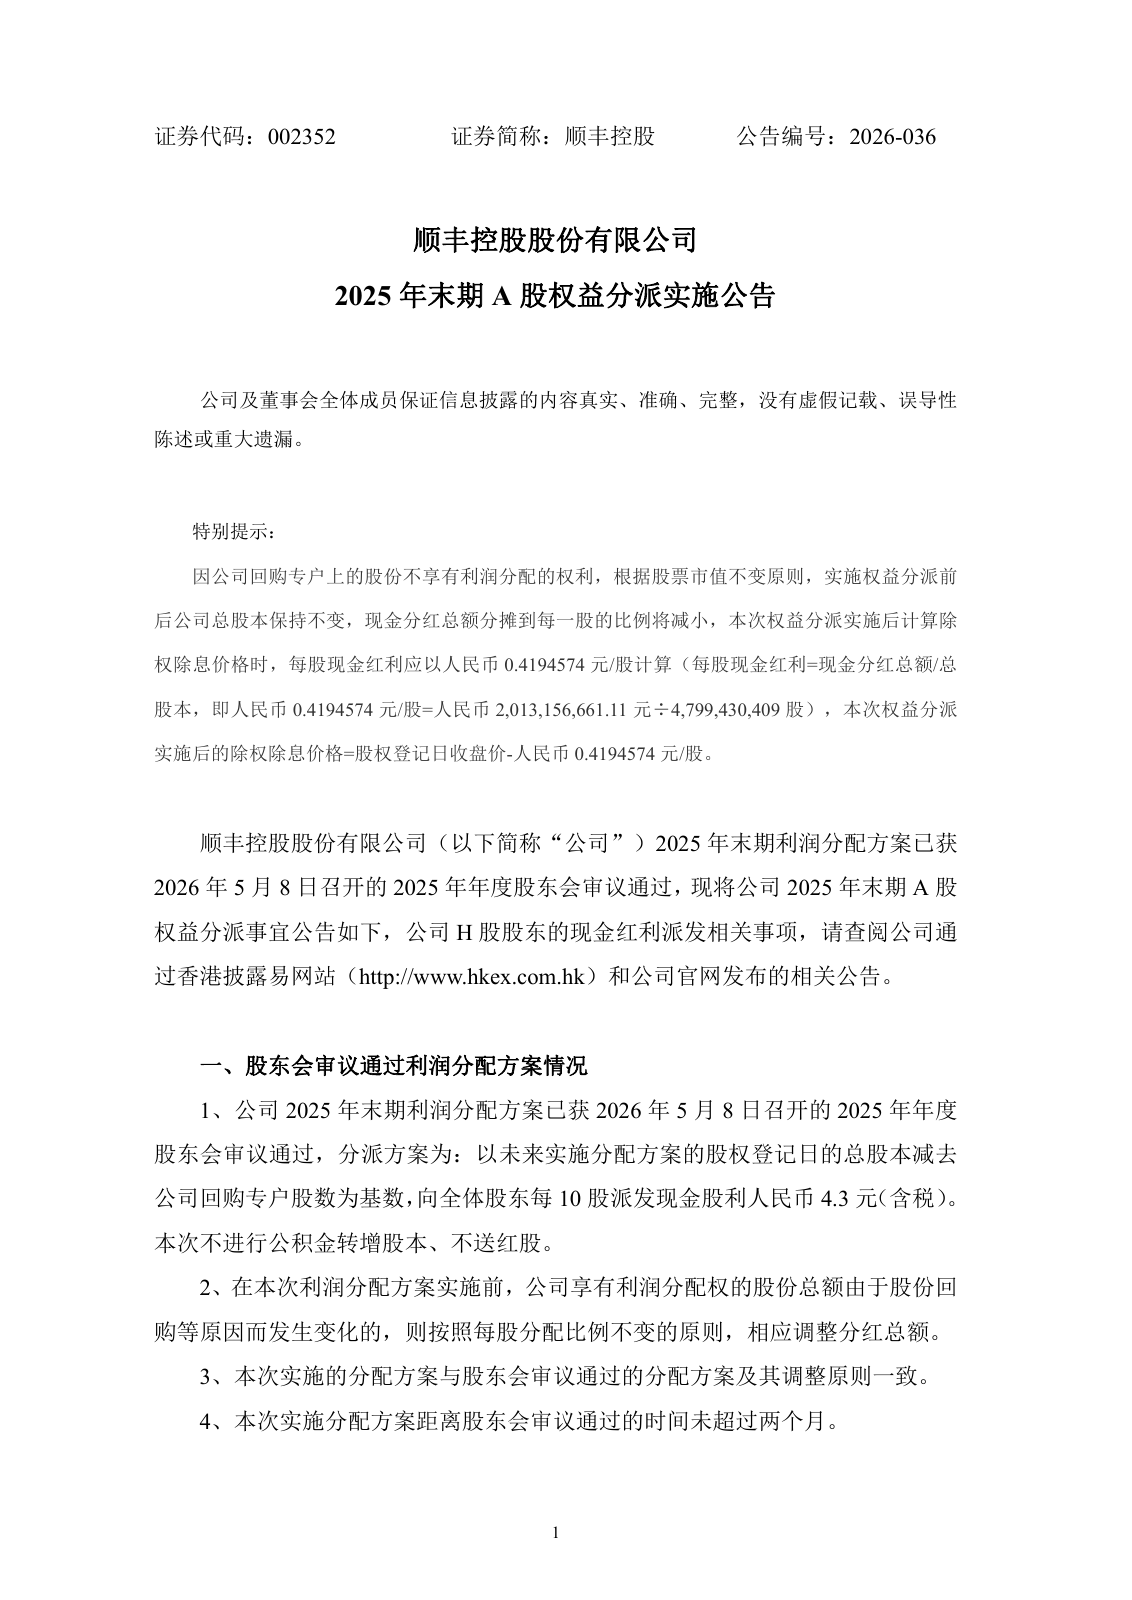 证券代码：002352 证券简称：顺丰控股 公告编号：2026-036
顺丰控股股份有限公司
2025 年末期 A 股权益分派实施公告
公司及董事会全体成员保证信息披露的内容真实、准确、完整，没有虚假记载、误导性
陈述或重大遗漏。
特别提示：
因公司回购专户上的股份不享有利润分配的权利，根据股票市值不变原则，实施权益分派前
后公司总股本保持不变，现金分红总额分摊到每一股的比例将减小，本次权益分派实施后计算除
权除息价格时，每股现金红利应以人民币 0.4194574 元/股计算（每股现金红利=现金分红总额/总
股本，即人民币 0.4194574 元/股=人民币 2,013,156,661.11 元÷4,799,430,409 股），本次权益分派
实施后的除权除息价格=股权登记日收盘价-人民币 0.4194574 元/股。
顺丰控股股份有限公司（以下简称“公司”）2025 年末期利润分配方案已获
2026 年 5 月 8 日召开的 2025 年年度股东会审议通过，现将公司 2025 年末期 A 股
权益分派事宜公告如下，公司 H 股股东的现金红利派发相关事项，请查阅公司通
过香港披露易网站（http://www.hkex.com.hk）和公司官网发布的相关公告。
一、股东会审议通过利润分配方案情况
1、公司 2025 年末期利润分配方案已获 2026 年 5 月 8 日召开的 2025 年年度
股东会审议通过，分派方案为：以未来实施分配方案的股权登记日的总股本减去
公司回购专户股数为基数，向全体股东每 10 股派发现金股利人民币 4.3 元（含税）。
本次不进行公积金转增股本、不送红股。
2、在本次利润分配方案实施前，公司享有利润分配权的股份总额由于股份回
购等原因而发生变化的，则按照每股分配比例不变的原则，相应调整分红总额。
3、本次实施的分配方案与股东会审议通过的分配方案及其调整原则一致。
4、本次实施分配方案距离股东会审议通过的时间未超过两个月。
1